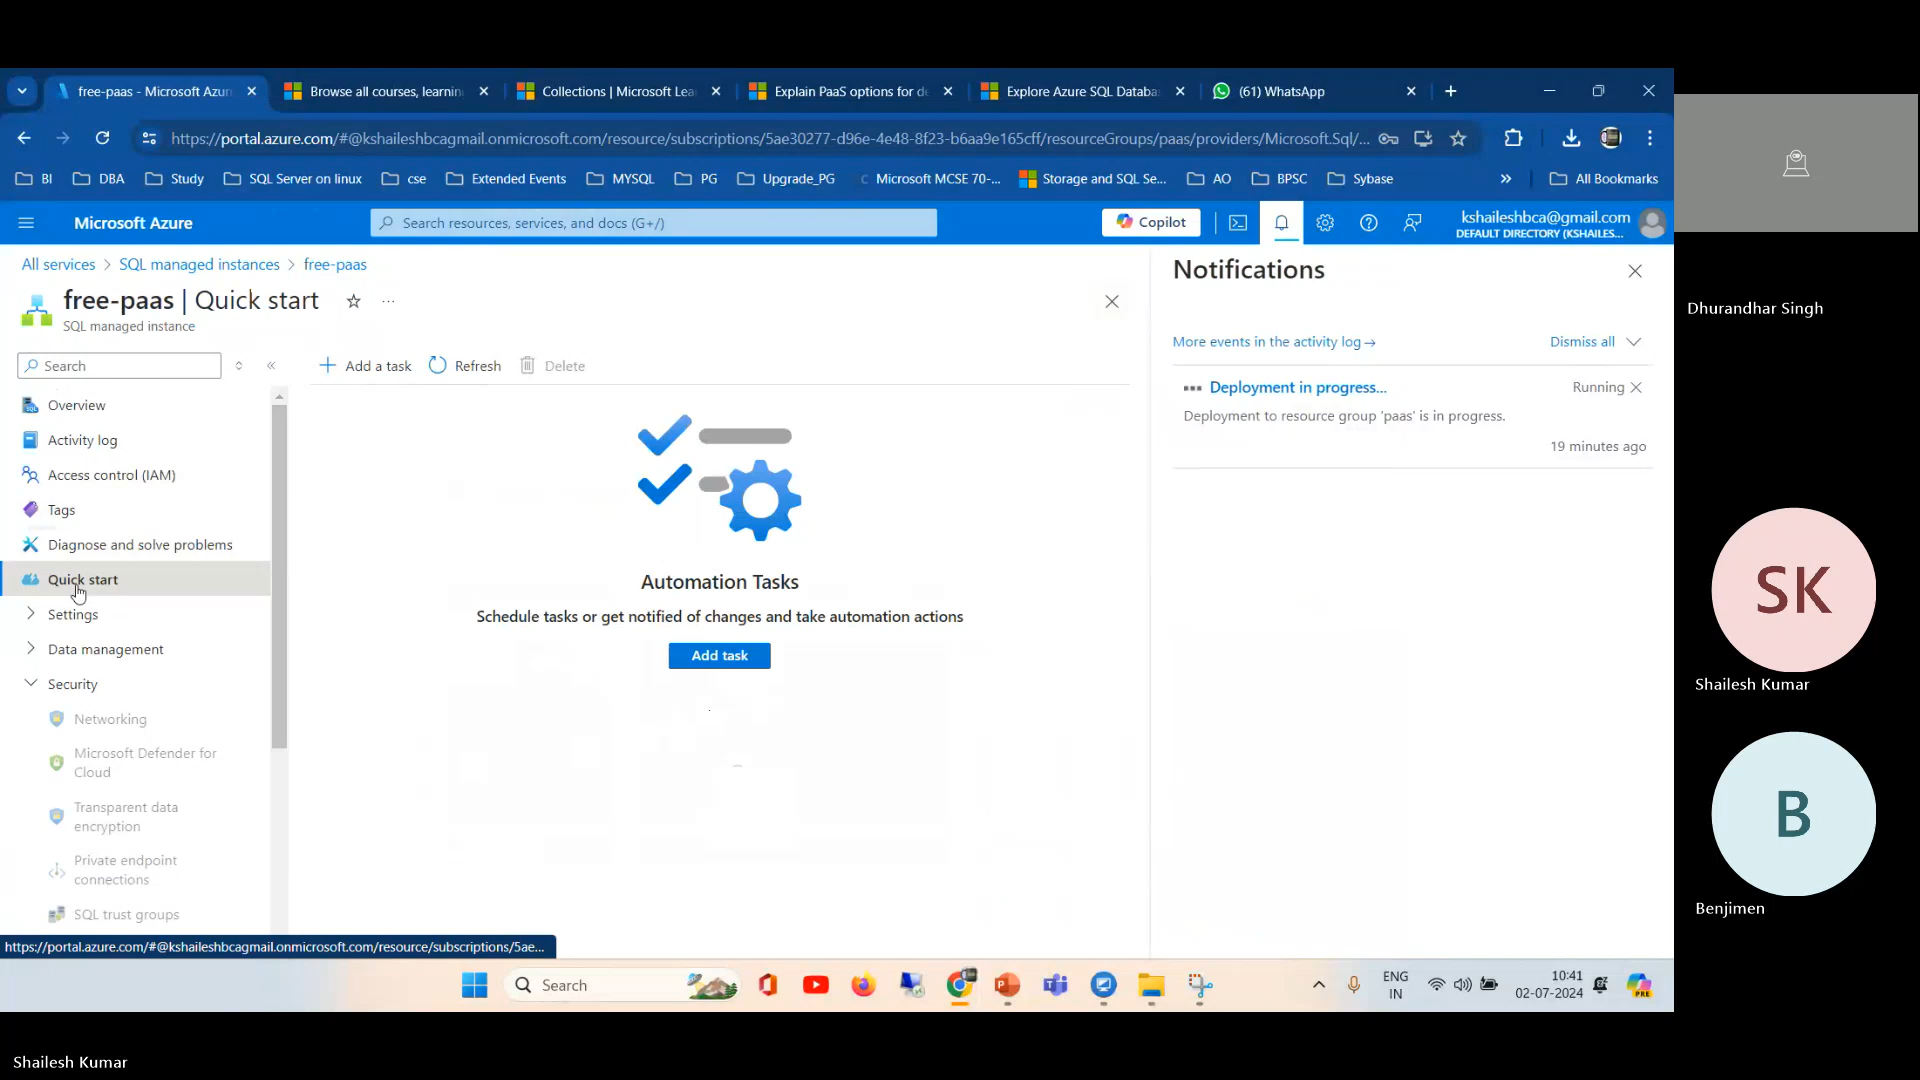 free-paas - Microsoft Azur
Browse all courses, learnin
Collections | Microsoft Lea
Explain PaaS options for de
Explore Azure SQL Databa
(61) WhatsApp
https://portal.azure.com/#@kshaileshbcagmail.onmicrosoft.com/resource/subscriptions/5ae30277-d96e-4e48-8f23-b6aa9e165cff/resourceGroups/paas/providers/Microsoft.Sql/...
BI
DBA
Study
SQL Server on linux
cse
Extended Events
MYSQL
PG
Upgrade_PG
Microsoft MCSE 70-...
Storage and SQL Se...
AO
BPSC
Sybase
All Bookmarks
Microsoft Azure
Search resources, services, and docs (G+/)
Copilot
kshaileshbca@gmail.com
DEFAULT DIRECTORY (KSHAILES...
All services > SQL managed instances > free-paas
free-paas | Quick start
SQL managed instance
Search
Overview
Activity log
Access control (IAM)
Tags
Diagnose and solve problems
Quick start
Settings
Data management
Security
Networking
Microsoft Defender for
Cloud
Transparent data
encryption
Private endpoint
connections
SQL trust groups
Add a task
Refresh
Delete
Automation Tasks
Schedule tasks or get notified of changes and take automation actions
Add task
Notifications
More events in the activity log→
Dismiss all
Deployment in progress...
Running
Deployment to resource group 'paas' is in progress.
19 minutes ago
https://portal.azure.com/#@kshaileshbcagmail.onmicrosoft.com/resource/subscriptions/5ae...
Search
ENG
IN
10:41
02-07-2024
PRE
Dhurandhar Singh
SK
Shailesh Kumar
B
Benjimen
Shailesh Kumar